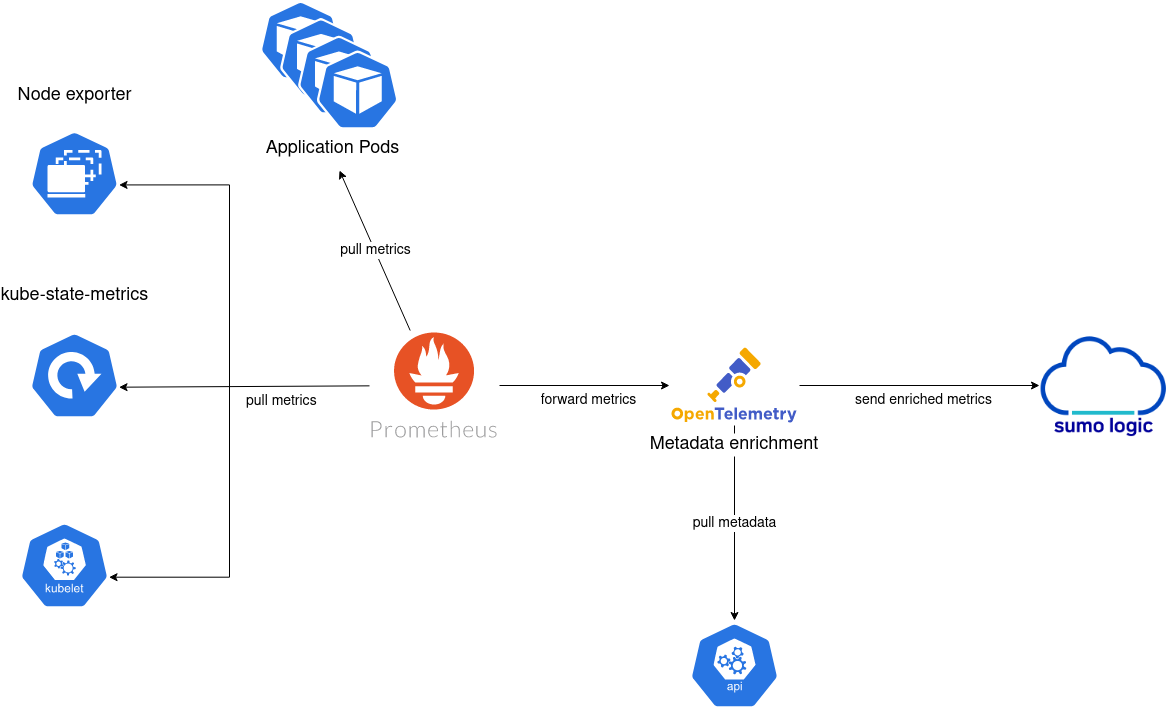 Node exporter
Application Pods
pull metrics
kube-state-metrics
pull metrics
Prometheus
forward metrics
OpenTelemetry
Metadata enrichment
send enriched metrics
sumo logic
pull metadata
kubelet
api